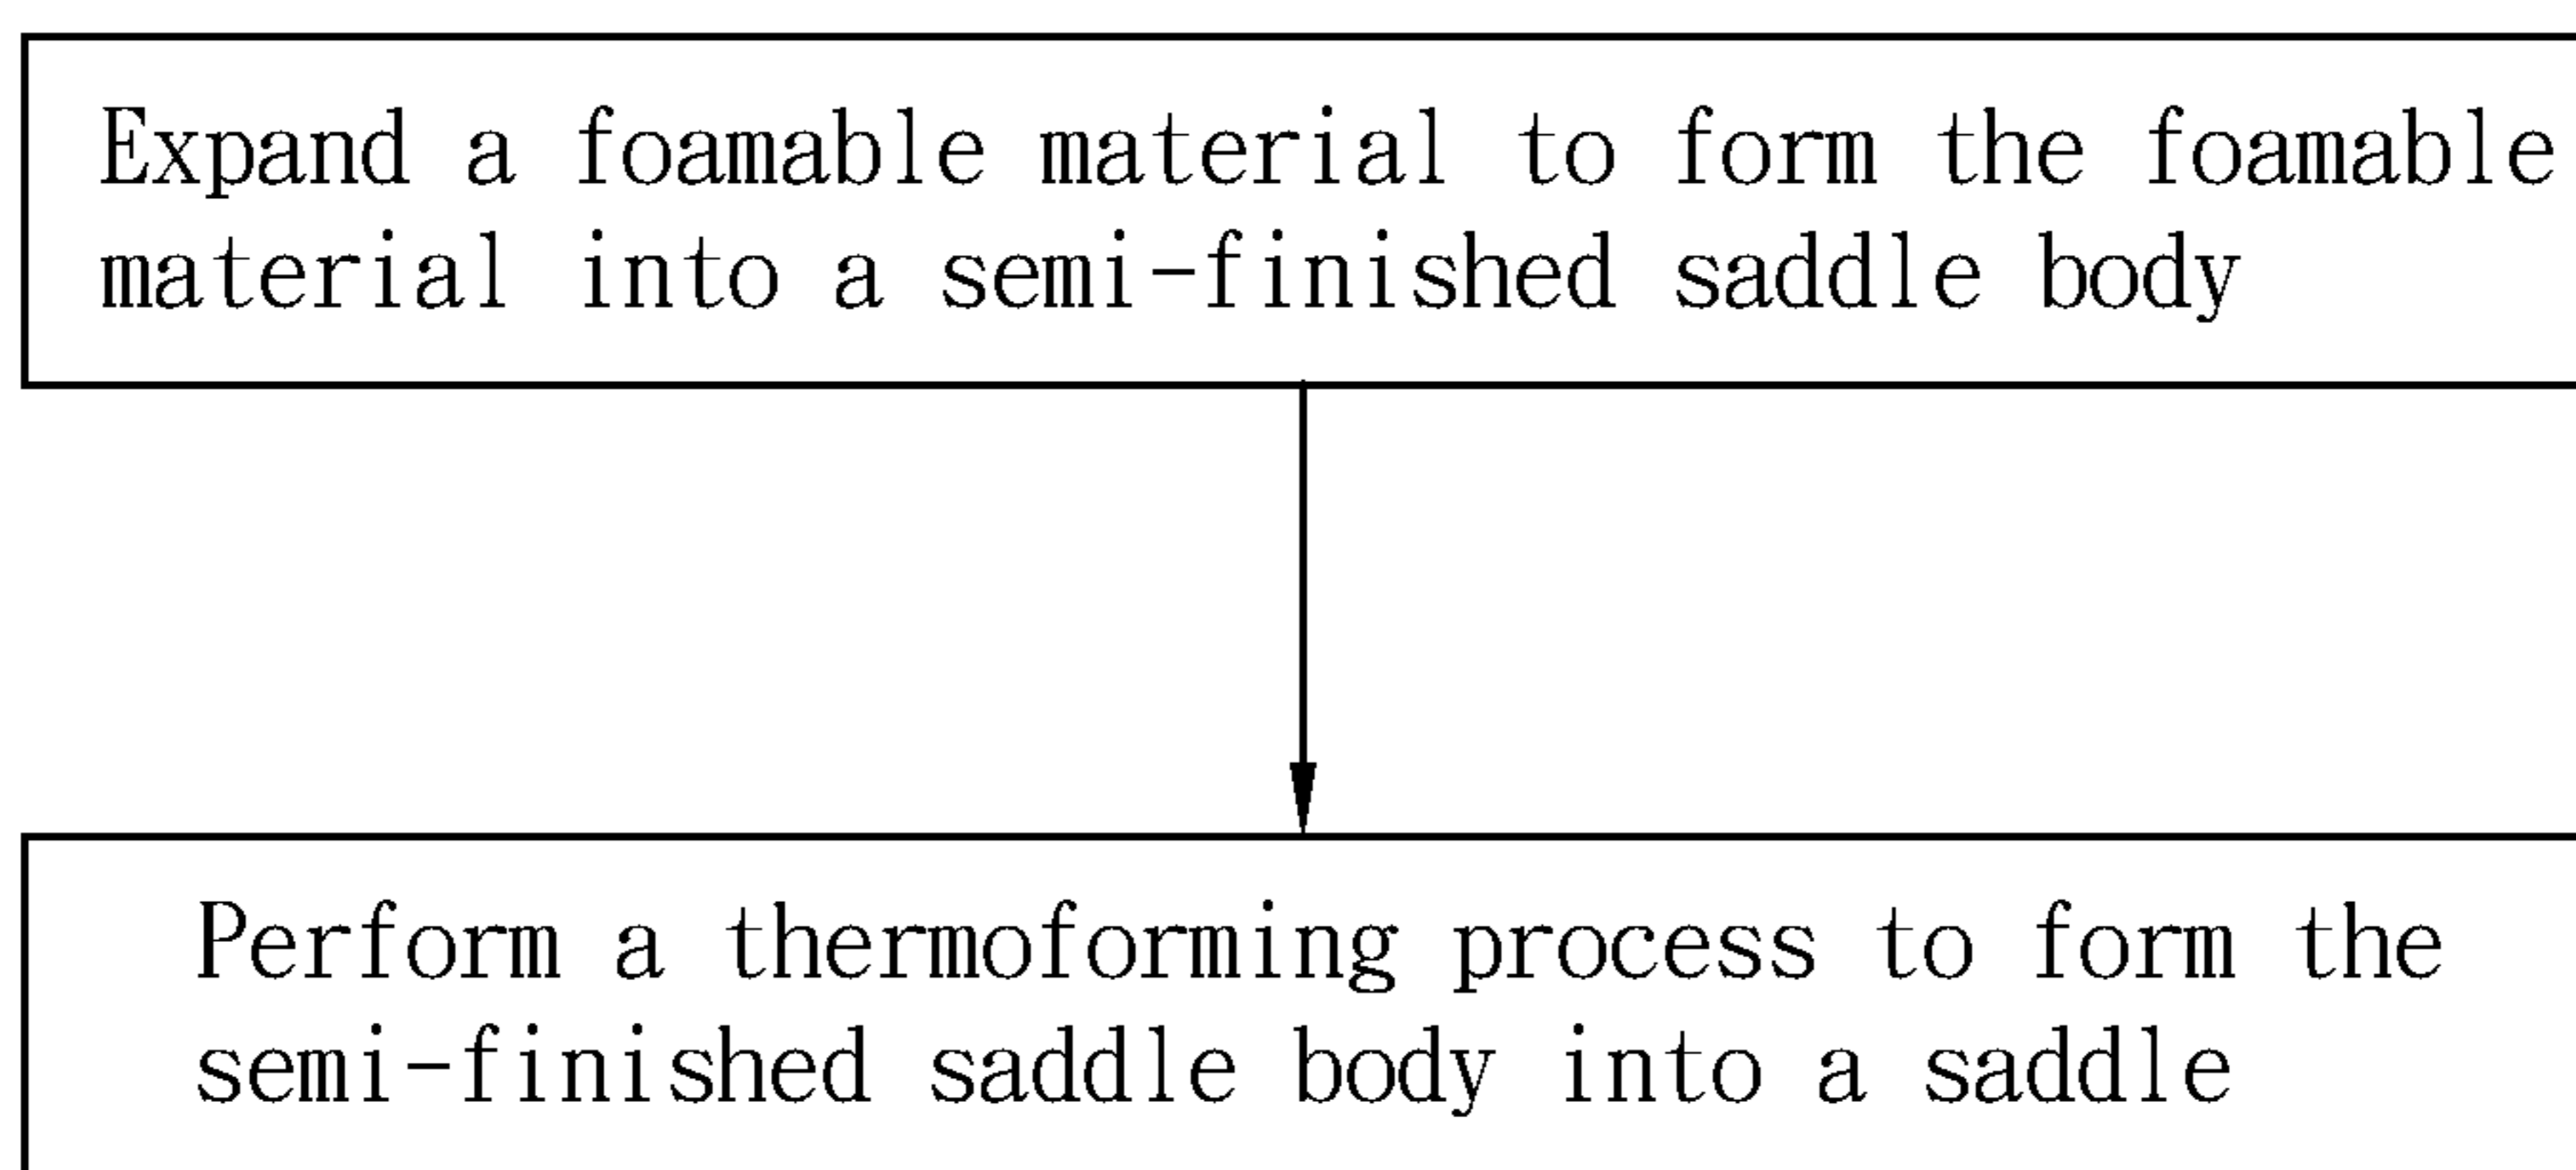 Expand a foamable material to form the foamable
material into a semi-finished saddle body
Perform a thermoforming process to form the
semi-finished saddle body into a saddle